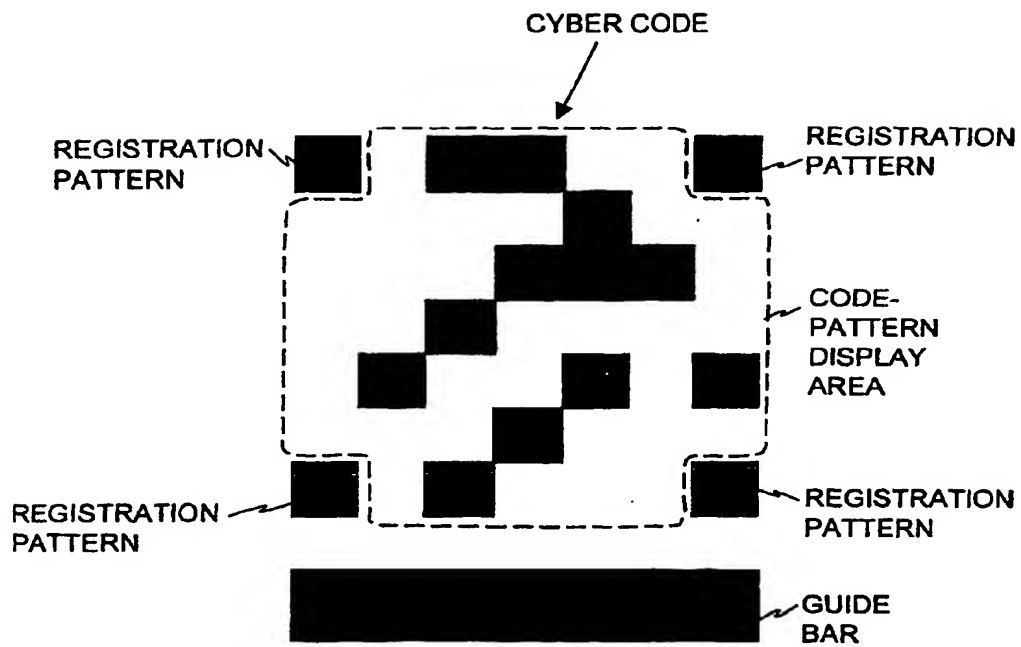 CYBER CODE
REGISTRATION
PATTERN
REGISTRATION
PATTERN
CODE-
PATTERN
DISPLAY
AREA
REGISTRATION
PATTERN
REGISTRATION
PATTERN
GUIDE
BAR